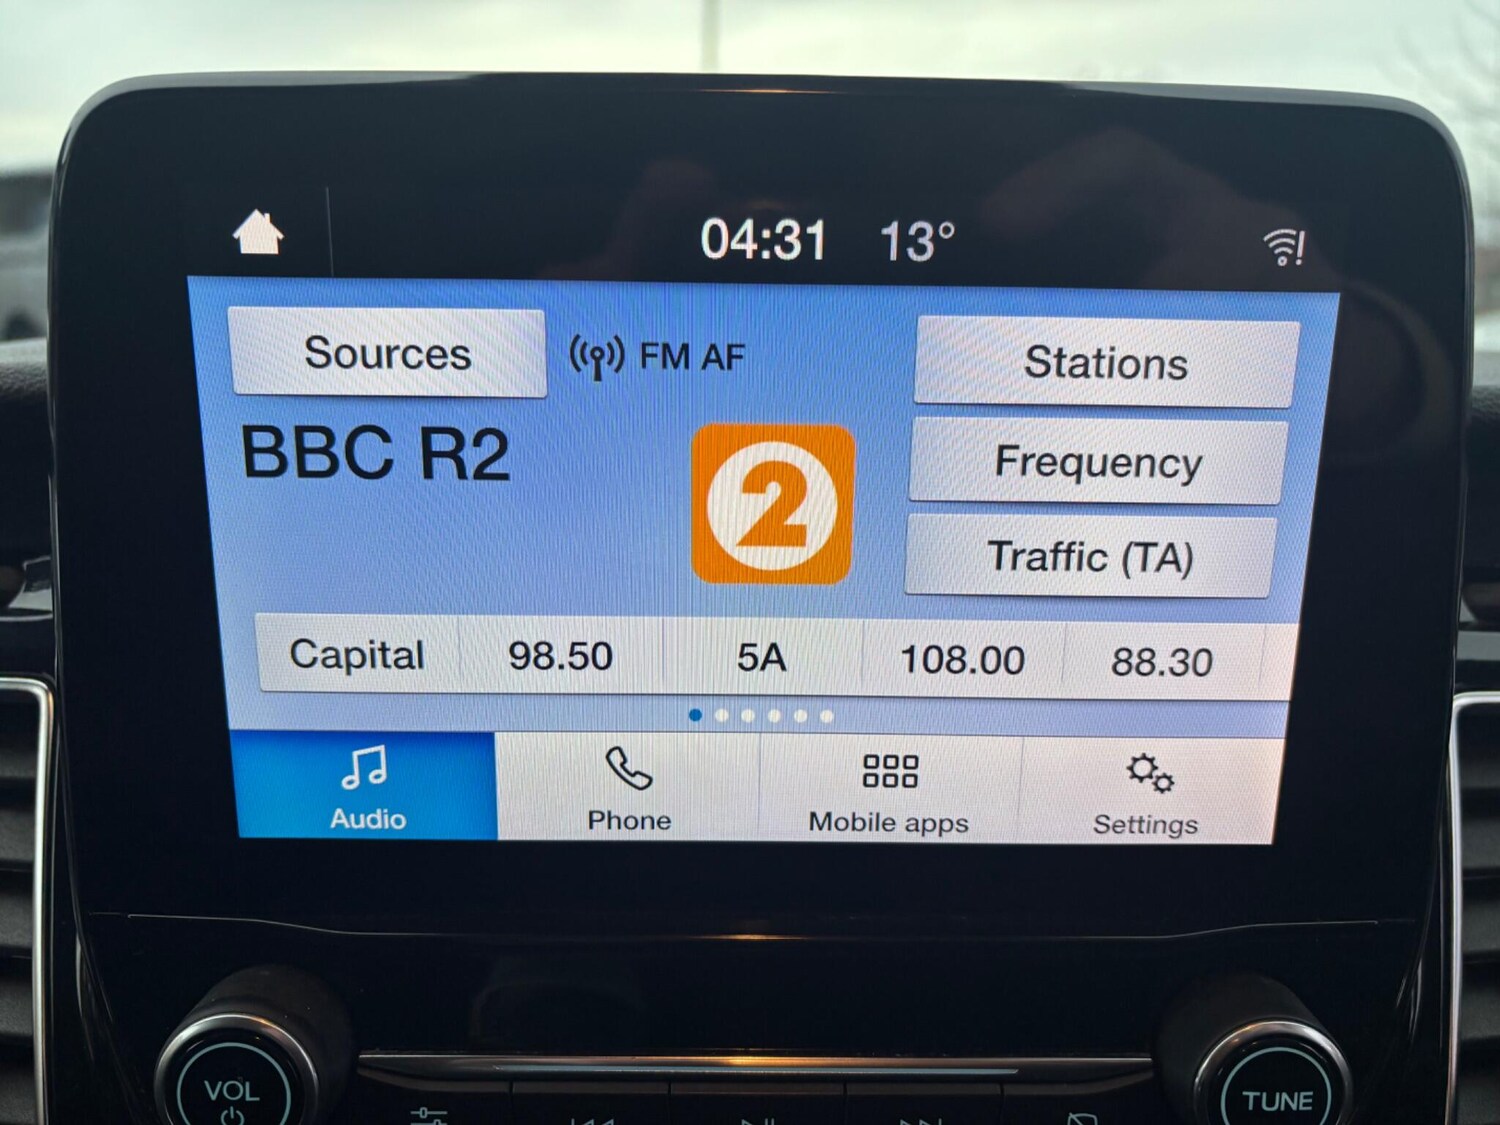 04:31 13°
Sources FM AF Stations
BBC R2
2
Frequency
Traffic (TA)
Capital 98.50 5A 108.00 88.30
Audio Phone Mobile apps Settings
VOL TUNE